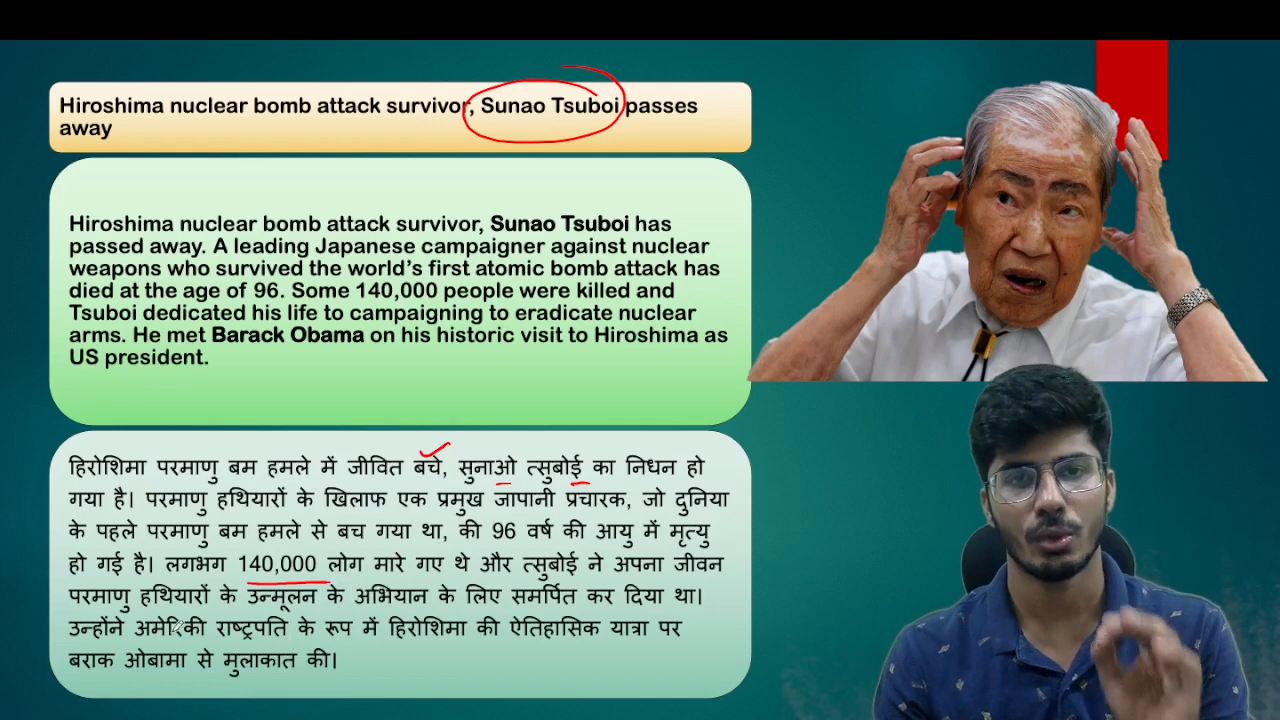 Hiroshima nuclear bomb attack survivor, Sunao Tsuboi passes
away
Hiroshima nuclear bomb attack survivor, Sunao Tsuboi has
passed away. A leading Japanese campaigner against nuclear
weapons who survived the world's first atomic bomb attack has
died at the age of 96. Some 140,000 people were killed and
Tsuboi dedicated his life to campaigning to eradicate nuclear
arms. He met Barack Obama on his historic visit to Hiroshima as
US president.
हिरोशिमा परमाणु बम हमले में जीवित बचे, सुनाओ त्सुबोई का निधन हो
गया है। परमाणु हथियारों के खिलाफ एक प्रमुख जापानी प्रचारक, जो दुनिया
के पहले परमाणु बम हमले से बच गया था, की 96 वर्ष की आयु में मृत्यु
हो गई है। लगभग 140,000 लोग मारे गए थे और त्सुबोई ने अपना जीवन
परमाणु हथियारों के उन्मूलन के अभियान के लिए समर्पित कर दिया था।
उन्होंने अमेरिकी राष्ट्रपति के रूप में हिरोशिमा की ऐतिहासिक यात्रा पर
बराक ओबामा से मुलाकात की।